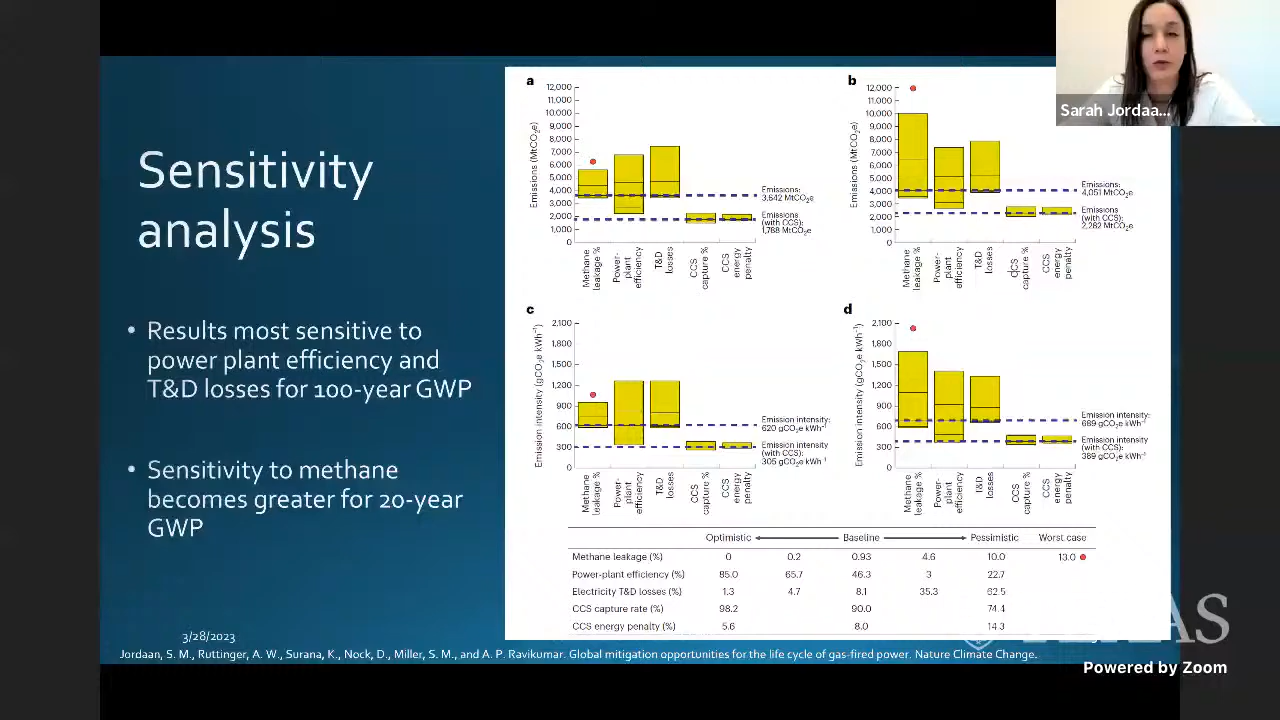 Sarah Jordaa...
Sensitivity
analysis
• Results most sensitive to
power plant efficiency and
T&D losses for 100-year GWP
• Sensitivity to methane
becomes greater for 20-year
GWP
a
Emissions (MtCO₂e)
12,000
11,000
10,000
9,000
8,000
7,000
6,000
5,000
4,000
3,000
2,000
1,000
0
Emissions:
3,642 MtCO₂e
Emissions
(with CCS):
1,788 MtCO₂e
Methane
leakage %
Power-
plant
efficiency
T&D
losses
CCS
capture %
CCS
energy
penalty
b
Emissions (MtCO₂e)
12,000
11,000
10,000
9,000
8,000
7,000
6,000
5,000
4,000
3,000
2,000
1,000
0
Emissions:
4,051 MtCO₂e
Emissions
(with CCS):
2,282 MtCO₂e
Methane
leakage %
Power-
plant
efficiency
T&D
losses
CCS
capture %
CCS
energy
penalty
c
Emission intensity (gCO₂e kWh⁻¹)
2,100
1,800
1,500
1,200
900
600
300
0
Emission intensity:
620 gCO₂e kWh⁻¹
Emission intensity
(with CCS):
305 gCO₂e kWh⁻¹
Methane
leakage %
Power-
plant
efficiency
T&D
losses
CCS
capture %
CCS
energy
penalty
d
Emission intensity (gCO₂e kWh⁻¹)
2,100
1,800
1,500
1,200
900
600
300
0
Emission intensity:
689 gCO₂e kWh⁻¹
Emission intensity
(with CCS):
389 gCO₂e kWh⁻¹
Methane
leakage %
Power-
plant
efficiency
T&D
losses
CCS
capture %
CCS
energy
penalty
Optimistic Baseline Pessimistic Worst case
Methane leakage (%) 0 0.2 0.93 4.6 10.0 13.0
Power-plant efficiency (%) 85.0 65.7 46.3 3 22.7
Electricity T&D losses (%) 1.3 4.7 8.1 35.3 62.5
CCS capture rate (%) 98.2 90.0 74.4
CCS energy penalty (%) 5.6 8.0 14.3
3/28/2023
Jordaan, S. M., Ruttinger, A. W., Surana, K., Nock, D., Miller, S. M., and A. P. Ravikumar. Global mitigation opportunities for the life cycle of gas-fired power. Nature Climate Change.
Powered by Zoom